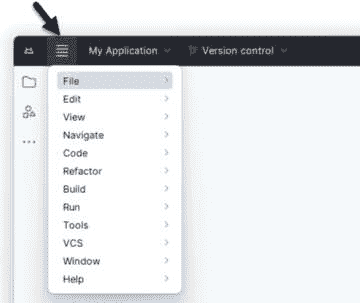 My Application Version control
File
Edit
View
Navigate
Code
Refactor
Build
Run
Tools
VCS
Window
Help